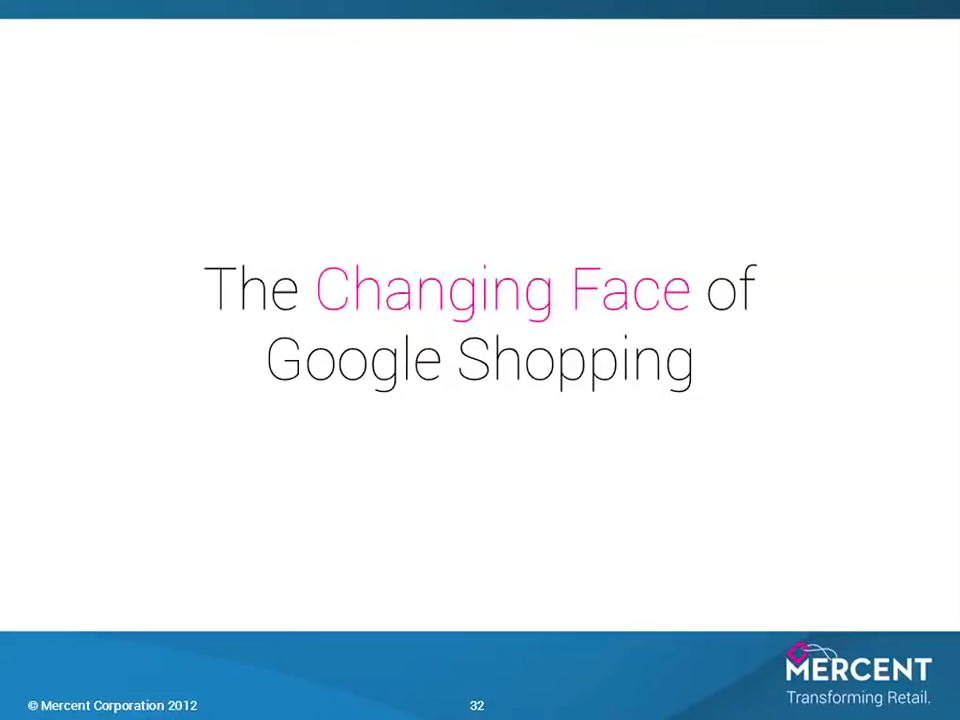 The Changing Face of
Google Shopping
MERCENT
Transforming Retail.
© Mercent Corporation 2012
32